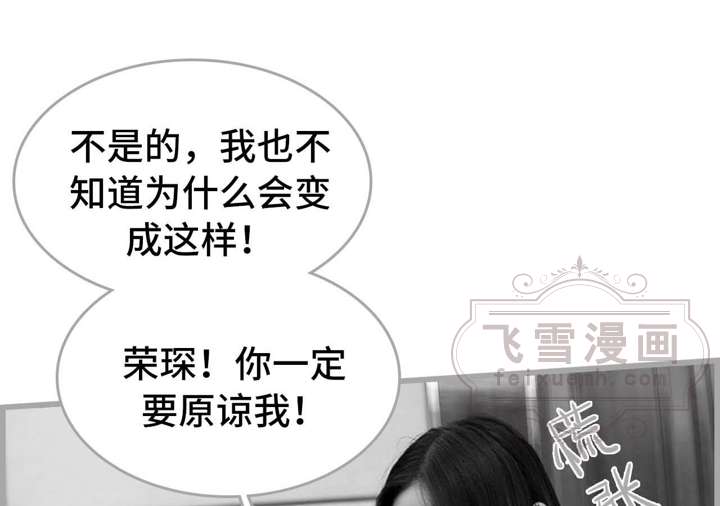 不是的，我也不
知道为什么会变
成这样！
荣琛！你一定
要原谅我！
飞雪漫画
feixuemh.com
慌
张